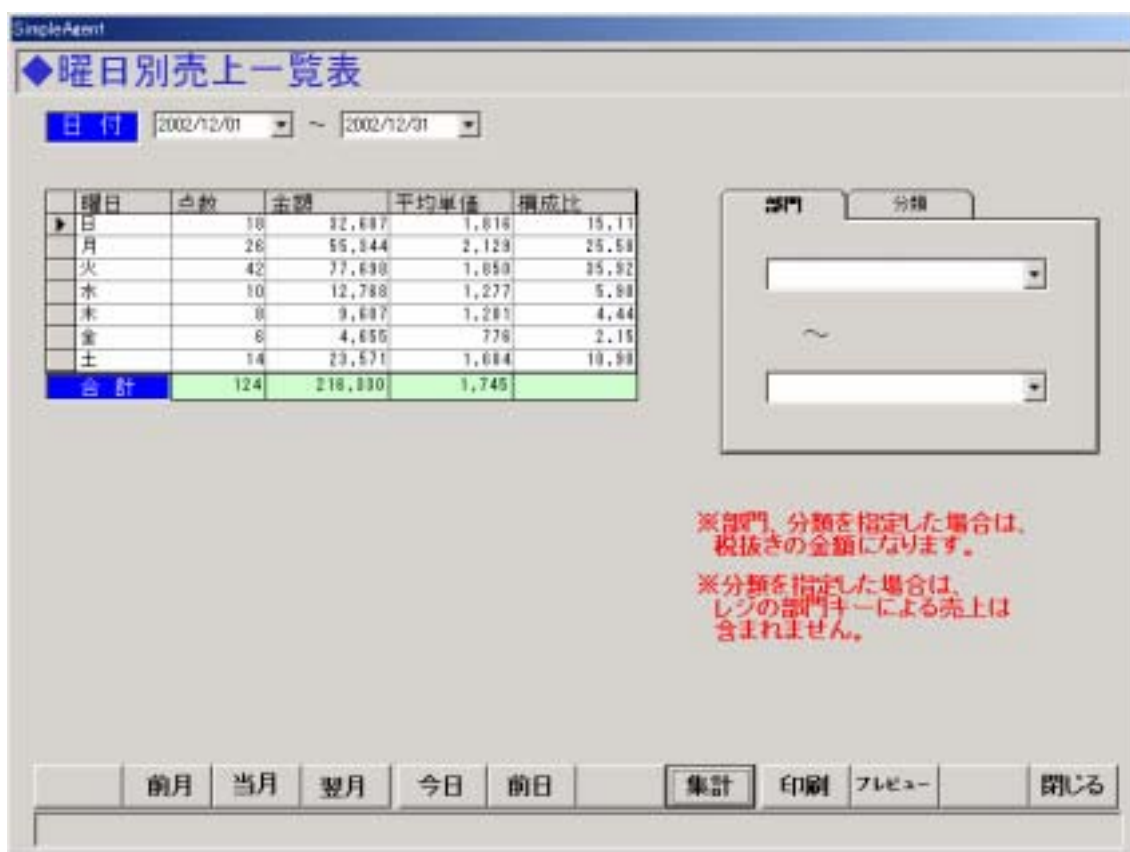 SimpleAgent
◆曜日別売上一覧表
日 付 2002/12/01 ～ 2002/12/31
曜日 点数 金額 平均単価 構成比
日 18 32,687 1,816 15.11
月 26 55,344 2,129 25.58
火 42 77,698 1,850 35.92
水 10 12,768 1,277 5.90
木 8 9,607 1,201 4.44
金 6 4,655 776 2.15
土 14 23,571 1,684 10.90
合 計 124 216,330 1,745
部門 分類
～
※部門、分類を指定した場合は、
税抜きの金額になります。
※分類を指定した場合は、
レジの部門キーによる売上は
含まれません。
前月 当月 翌月 今日 前日 集計 印刷 プレビュー 閉じる